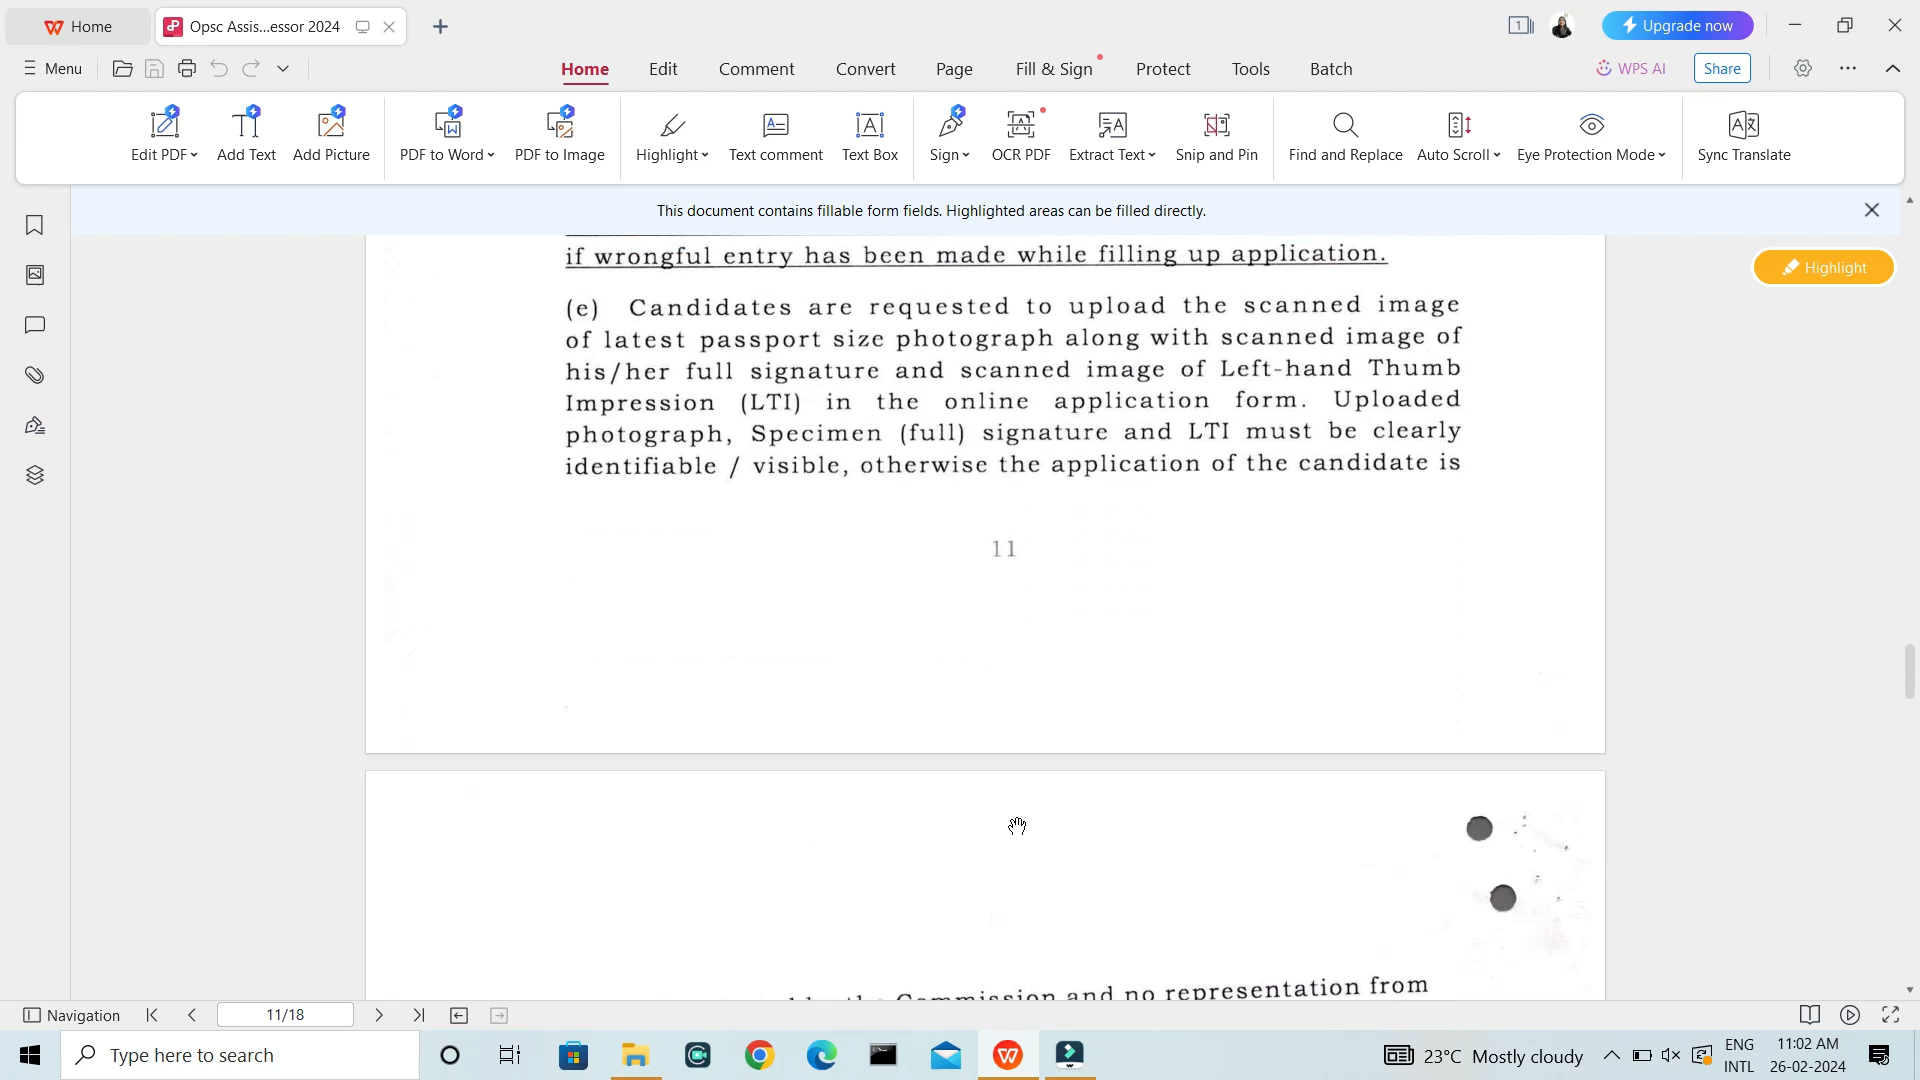 Home
Opsc Assis...essor 2024
1
Upgrade now
Menu
Home
Edit
Comment
Convert
Page
Fill & Sign
Protect
Tools
Batch
WPS AI
Share
Edit PDF
Add Text
Add Picture
PDF to Word
PDF to Image
Highlight
Text comment
Text Box
Sign
OCR PDF
Extract Text
Snip and Pin
Find and Replace
Auto Scroll
Eye Protection Mode
Sync Translate
This document contains fillable form fields. Highlighted areas can be filled directly.
Highlight
if wrongful entry has been made while filling up application.
(e) Candidates are requested to upload the scanned image
of latest passport size photograph along with scanned image of
his/her full signature and scanned image of Left-hand Thumb
Impression (LTI) in the online application form. Uploaded
photograph, Specimen (full) signature and LTI must be clearly
identifiable / visible, otherwise the application of the candidate is
11
the Commission and no representation from
Navigation
11/18
Type here to search
23°C Mostly cloudy
ENG
INTL
11:02 AM
26-02-2024